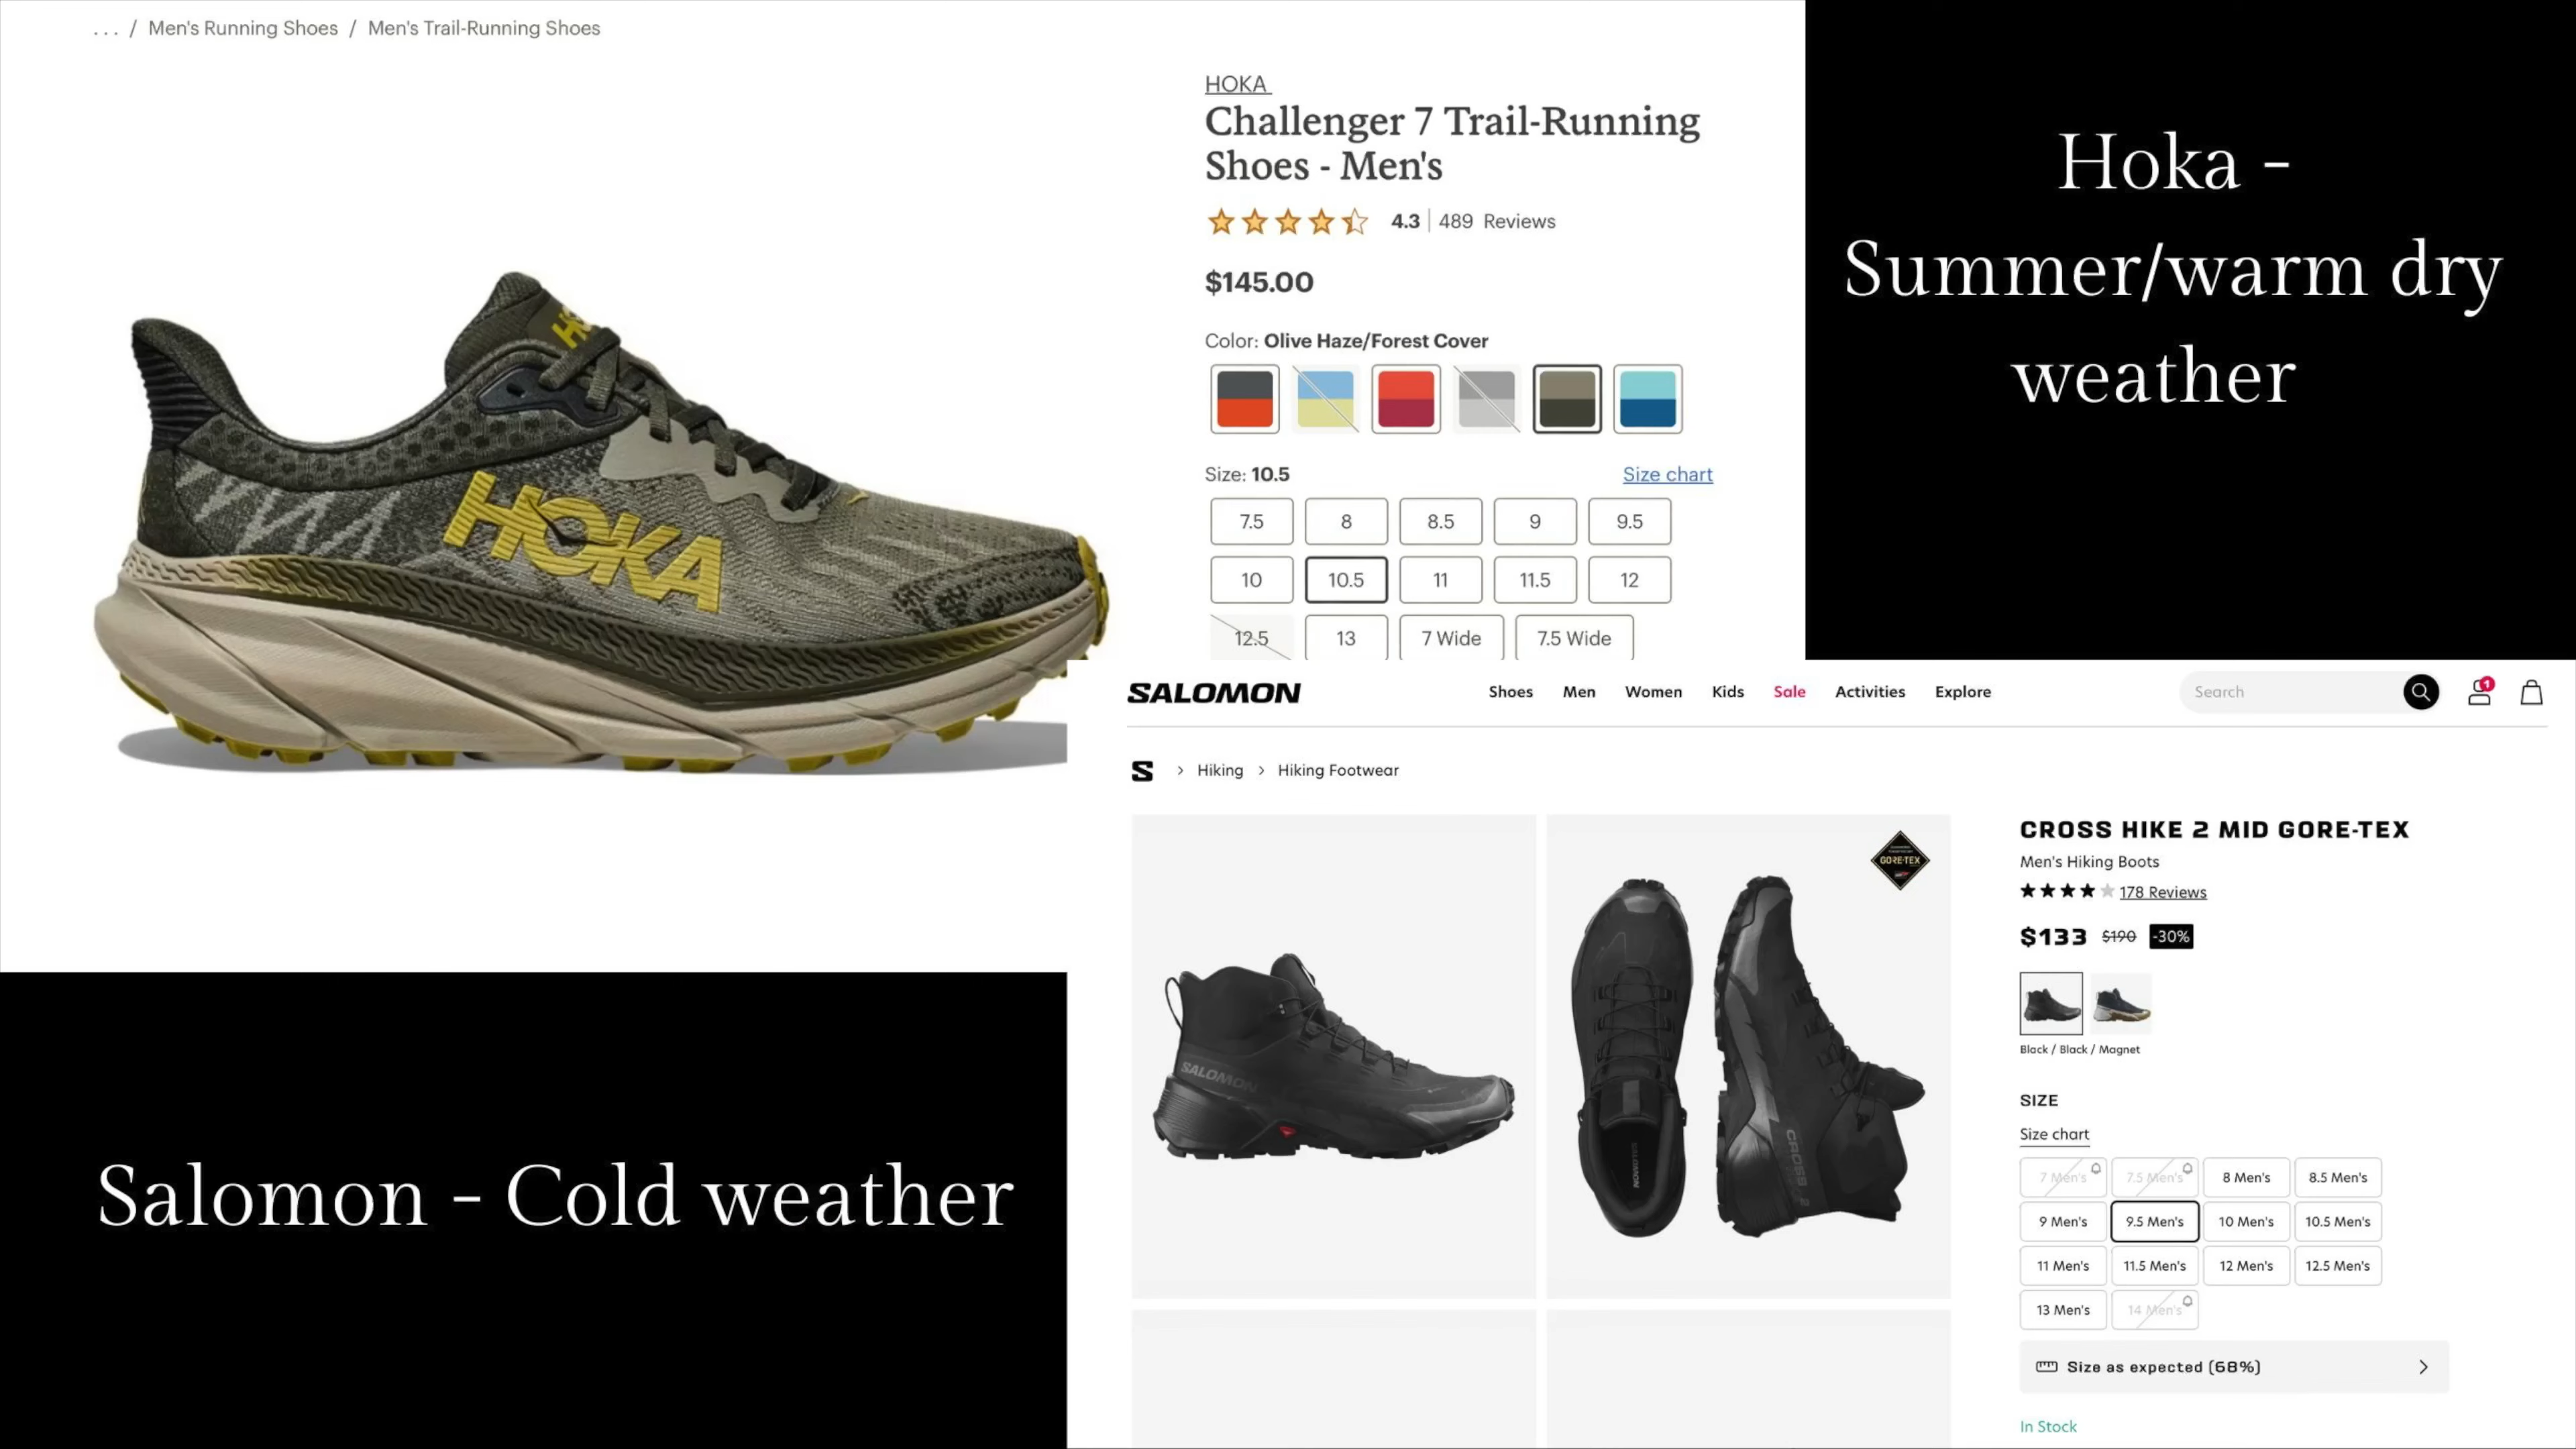 ... / Men's Running Shoes / Men's Trail-Running Shoes
HOKA
Challenger 7 Trail-Running
Shoes - Men's
4.3 | 489 Reviews
$145.00
Color: Olive Haze/Forest Cover
Size: 10.5 Size chart
7.5 8 8.5 9 9.5
10 10.5 11 11.5 12
12.5 13 7 Wide 7.5 Wide
HOKA
Hoka -
Summer/warm dry
weather
SALOMON Shoes Men Women Kids Sale Activities Explore Search 1
S > Hiking > Hiking Footwear
SALOMON
GORE-TEX
CROSS
CROSS HIKE 2 MID GORE-TEX
Men's Hiking Boots
178 Reviews
$133 $190 -30%
Black / Black / Magnet
SIZE
Size chart
7 Men's 7.5 Men's 8 Men's 8.5 Men's
9 Men's 9.5 Men's 10 Men's 10.5 Men's
11 Men's 11.5 Men's 12 Men's 12.5 Men's
13 Men's 14 Men's
Size as expected (68%)
In Stock
Salomon - Cold weather